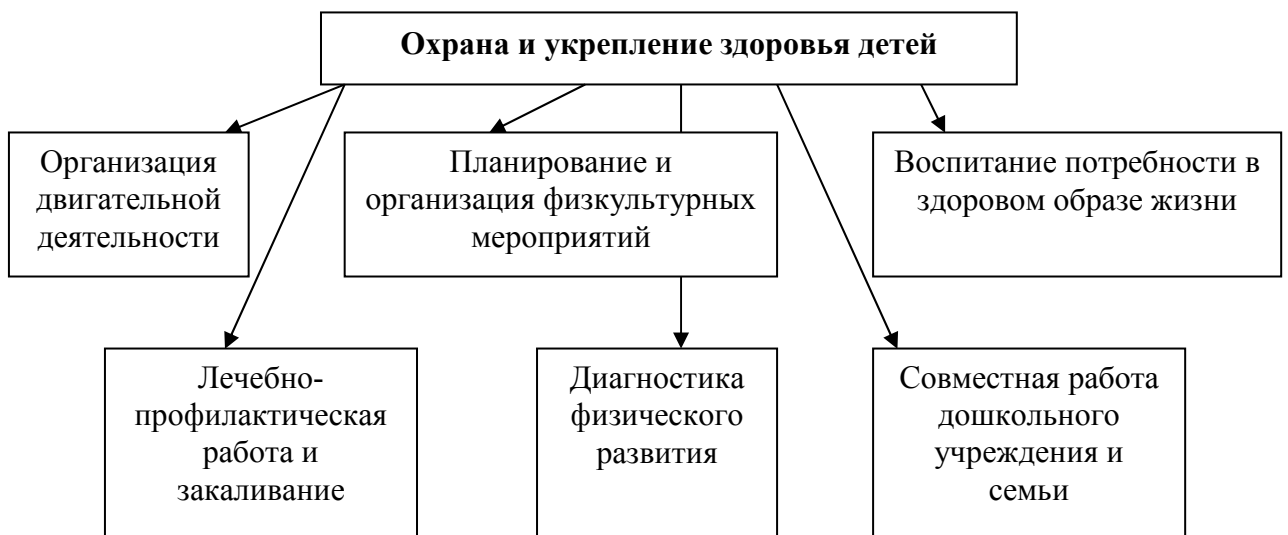 Охрана и укрепление здоровья детей
Организация
двигательной
деятельности
Планирование и
организация физкультурных
мероприятий
Воспитание потребности в
здоровом образе жизни
Лечебно-
профилактическая
работа и
закаливание
Диагностика
физического
развития
Совместная работа
дошкольного
учреждения и
семьи